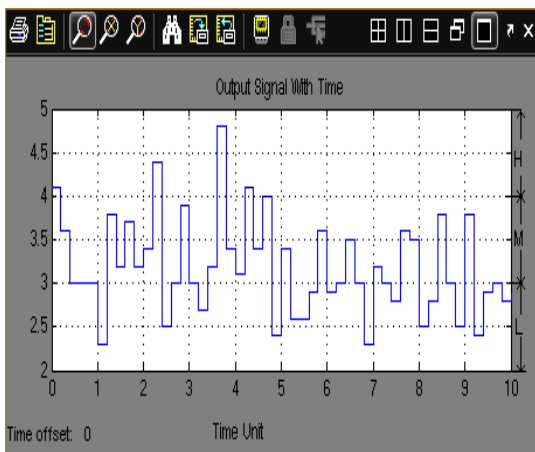 Output Signal With Time
5
4.5
4
3.5
3
2.5
2
H
M
L
0 1 2 3 4 5 6 7 8 9 10
Time offset: 0
Time Unit